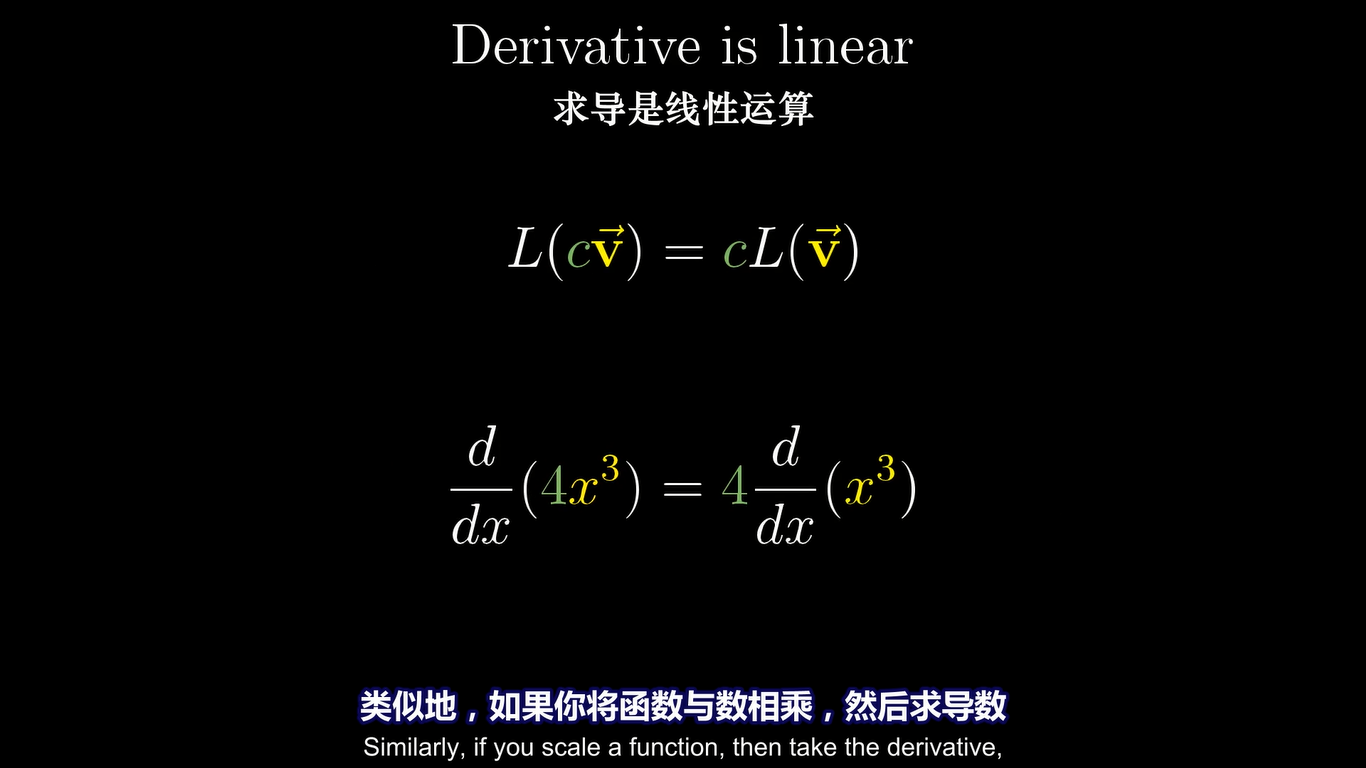 Derivative is linear
求导是线性运算
L(c\vec{v}) = cL(\vec{v})
\frac{d}{dx}(4x^3) = 4\frac{d}{dx}(x^3)
类似地，如果你将函数与数相乘，然后求导数
Similarly, if you scale a function, then take the derivative,